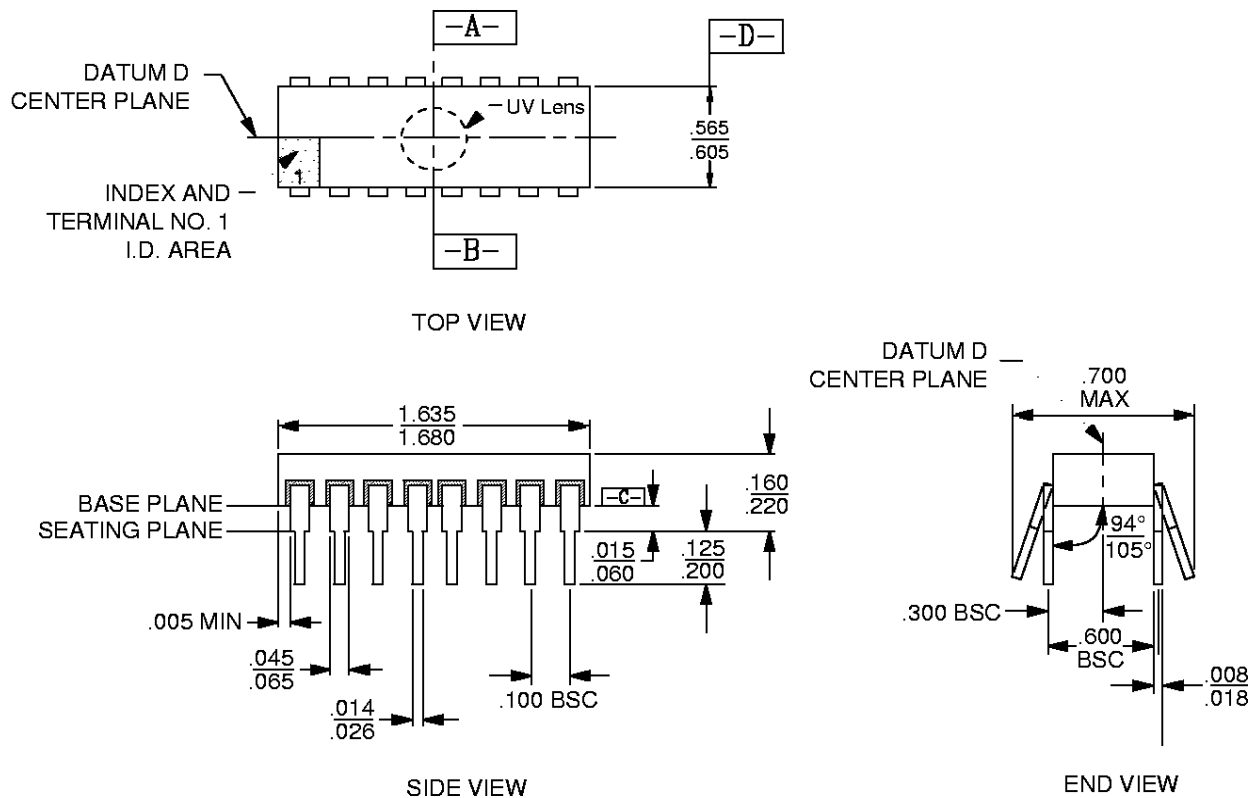 -A-
-D-
DATUM D
CENTER PLANE
UV Lens
.565
.605
1
INDEX AND
TERMINAL NO. 1
I.D. AREA
-B-
TOP VIEW
DATUM D
CENTER PLANE
.700
MAX
1.635
1.680
BASE PLANE
SEATING PLANE
-C-
.160
.220
.015
.060
.125
.200
94°
105°
.005 MIN
.300 BSC
.045
.065
.600
BSC
.014
.026
.100 BSC
.008
.018
SIDE VIEW
END VIEW